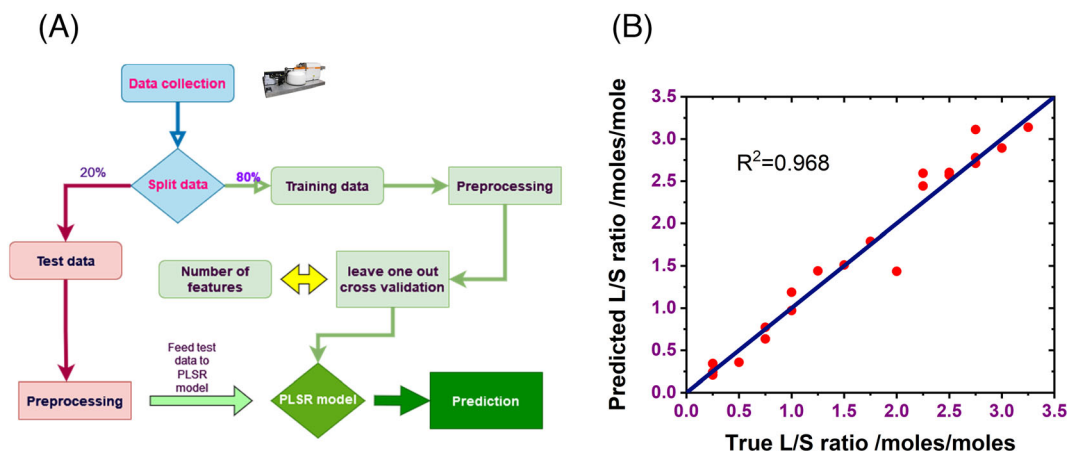 (A)
Data collection
20%
Split data
80%
Training data
Preprocessing
Test data
Number of
features
leave one out
cross validation
Feed test
data to
PLSR
model
Preprocessing
PLSR model
Prediction
(B)
Predicted L/S ratio /moles/mole
3.5
3.0
2.5
2.0
1.5
1.0
0.5
0.0
R²=0.968
0.0 0.5 1.0 1.5 2.0 2.5 3.0 3.5
True L/S ratio /moles/moles